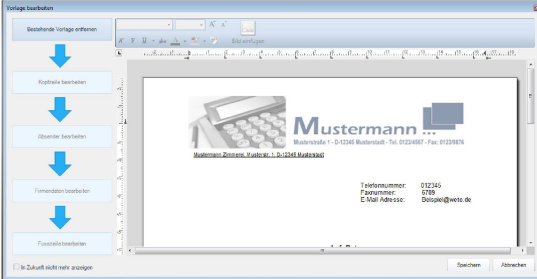 Vorlage bearbeiten
Bestehende Vorlage entfernen
Kopfzeile bearbeiten
Absender bearbeiten
Firmendaten bearbeiten
Fusszeile bearbeiten
In Zukunft nicht mehr anzeigen
Bild einfügen
Mustermann ...
Musterstraße 1 - D-12345 Musterstadt - Tel. 0123/4567 - Fax: 0123/9876
Mustermann Zimmerei, Musterstr. 1, D-12345 Musterstadt
Telefonnummer: 012345
Faxnummer: 6789
E-Mail Adresse: Beispiel@wete.de
Speichern Abbrechen